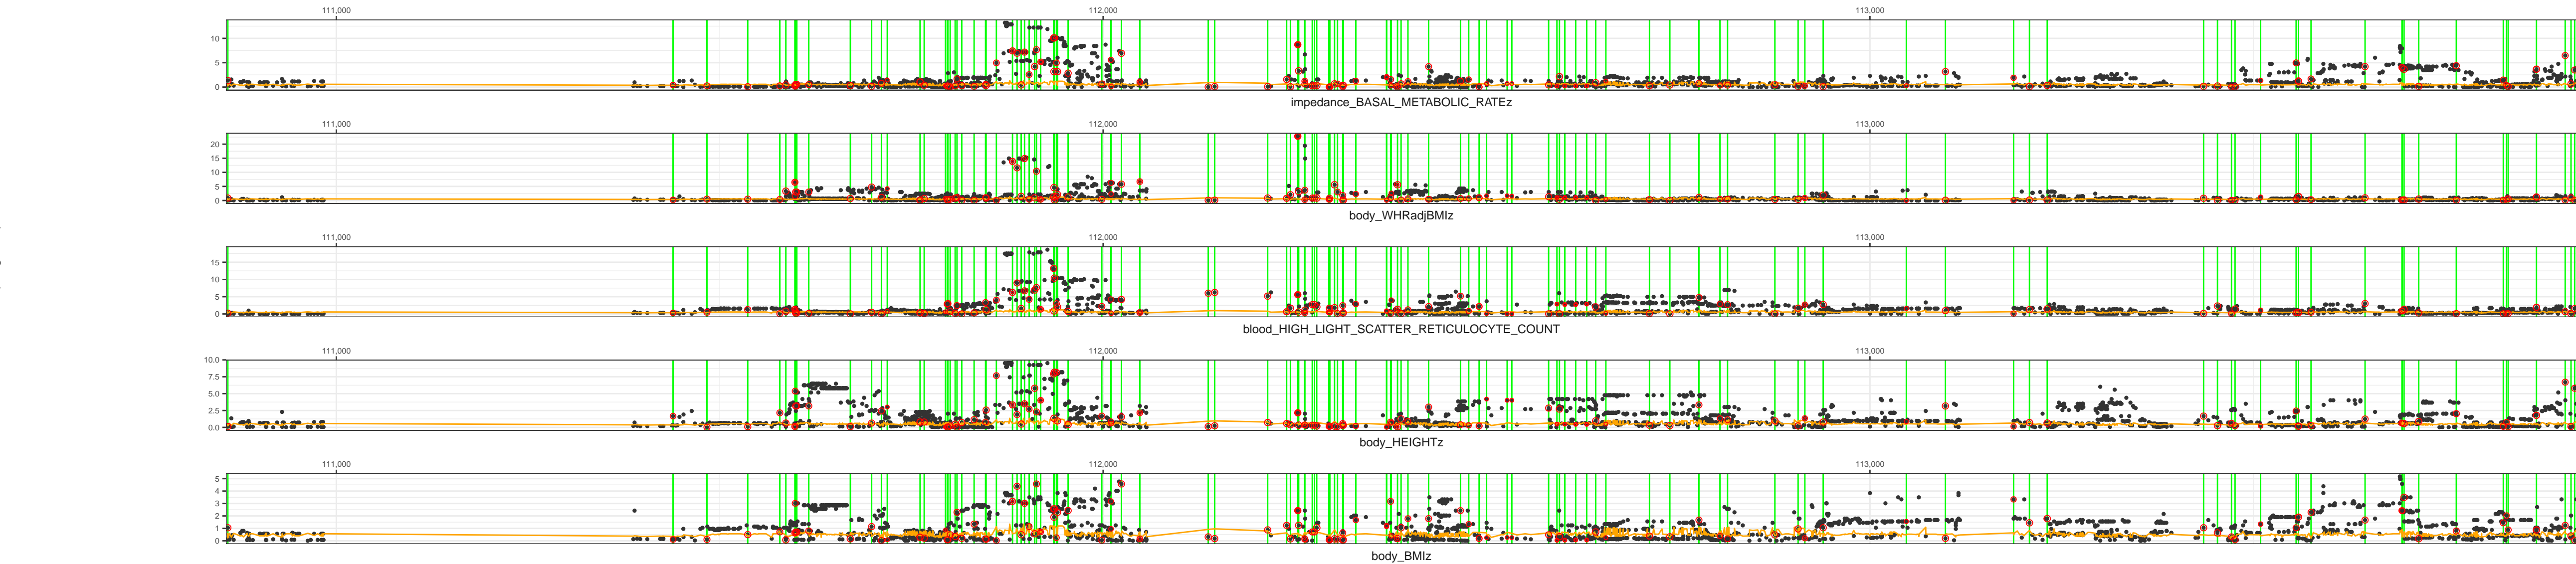 111,000 112,000 113,000
10
5
0
impedance_BASAL_METABOLIC_RATEz
111,000 112,000 113,000
20
15
10
5
0
body_WHRadjBMIz
111,000 112,000 113,000
15
10
5
0
blood_HIGH_LIGHT_SCATTER_RETICULOCYTE_COUNT
111,000 112,000 113,000
10.0
7.5
5.0
2.5
0.0
body_HEIGHTz
111,000 112,000 113,000
5
4
3
2
1
0
body_BMIz